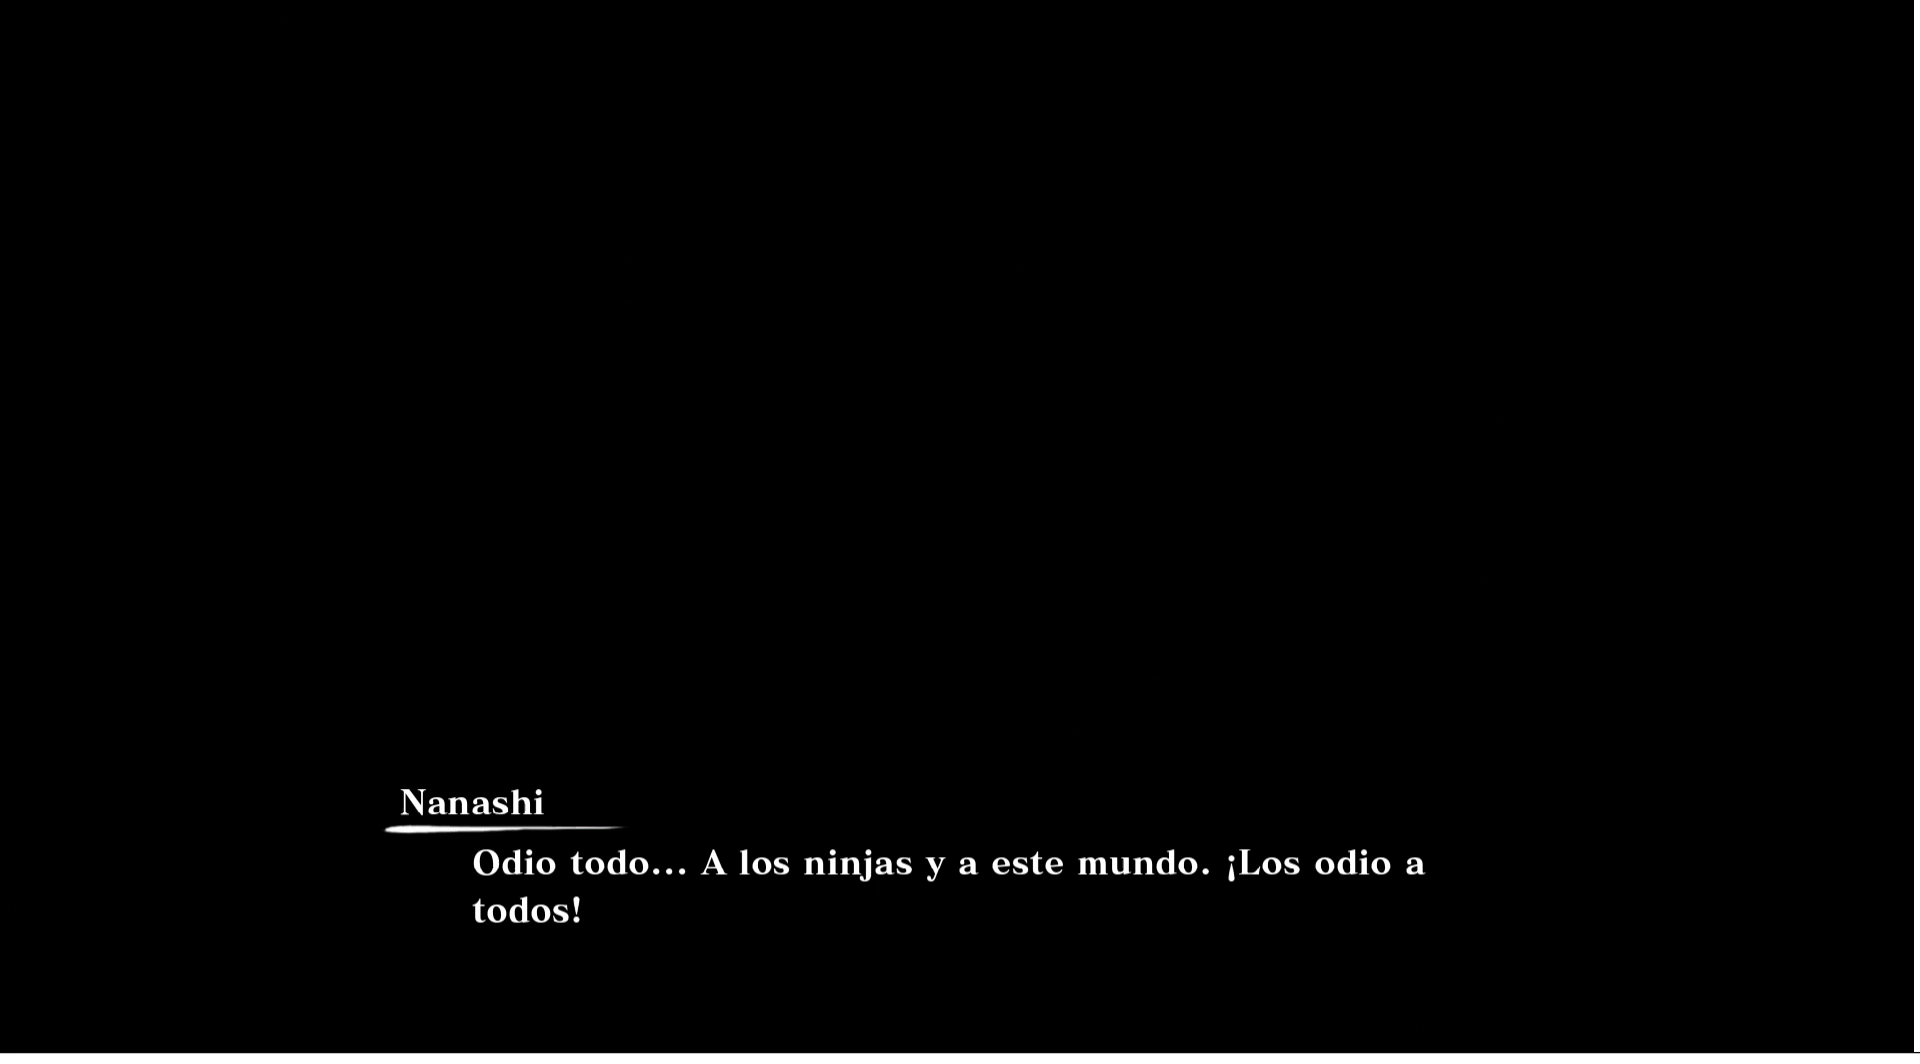 Nanashi
Odio todo... A los ninjas y a este mundo. ¡Los odio a
todos!